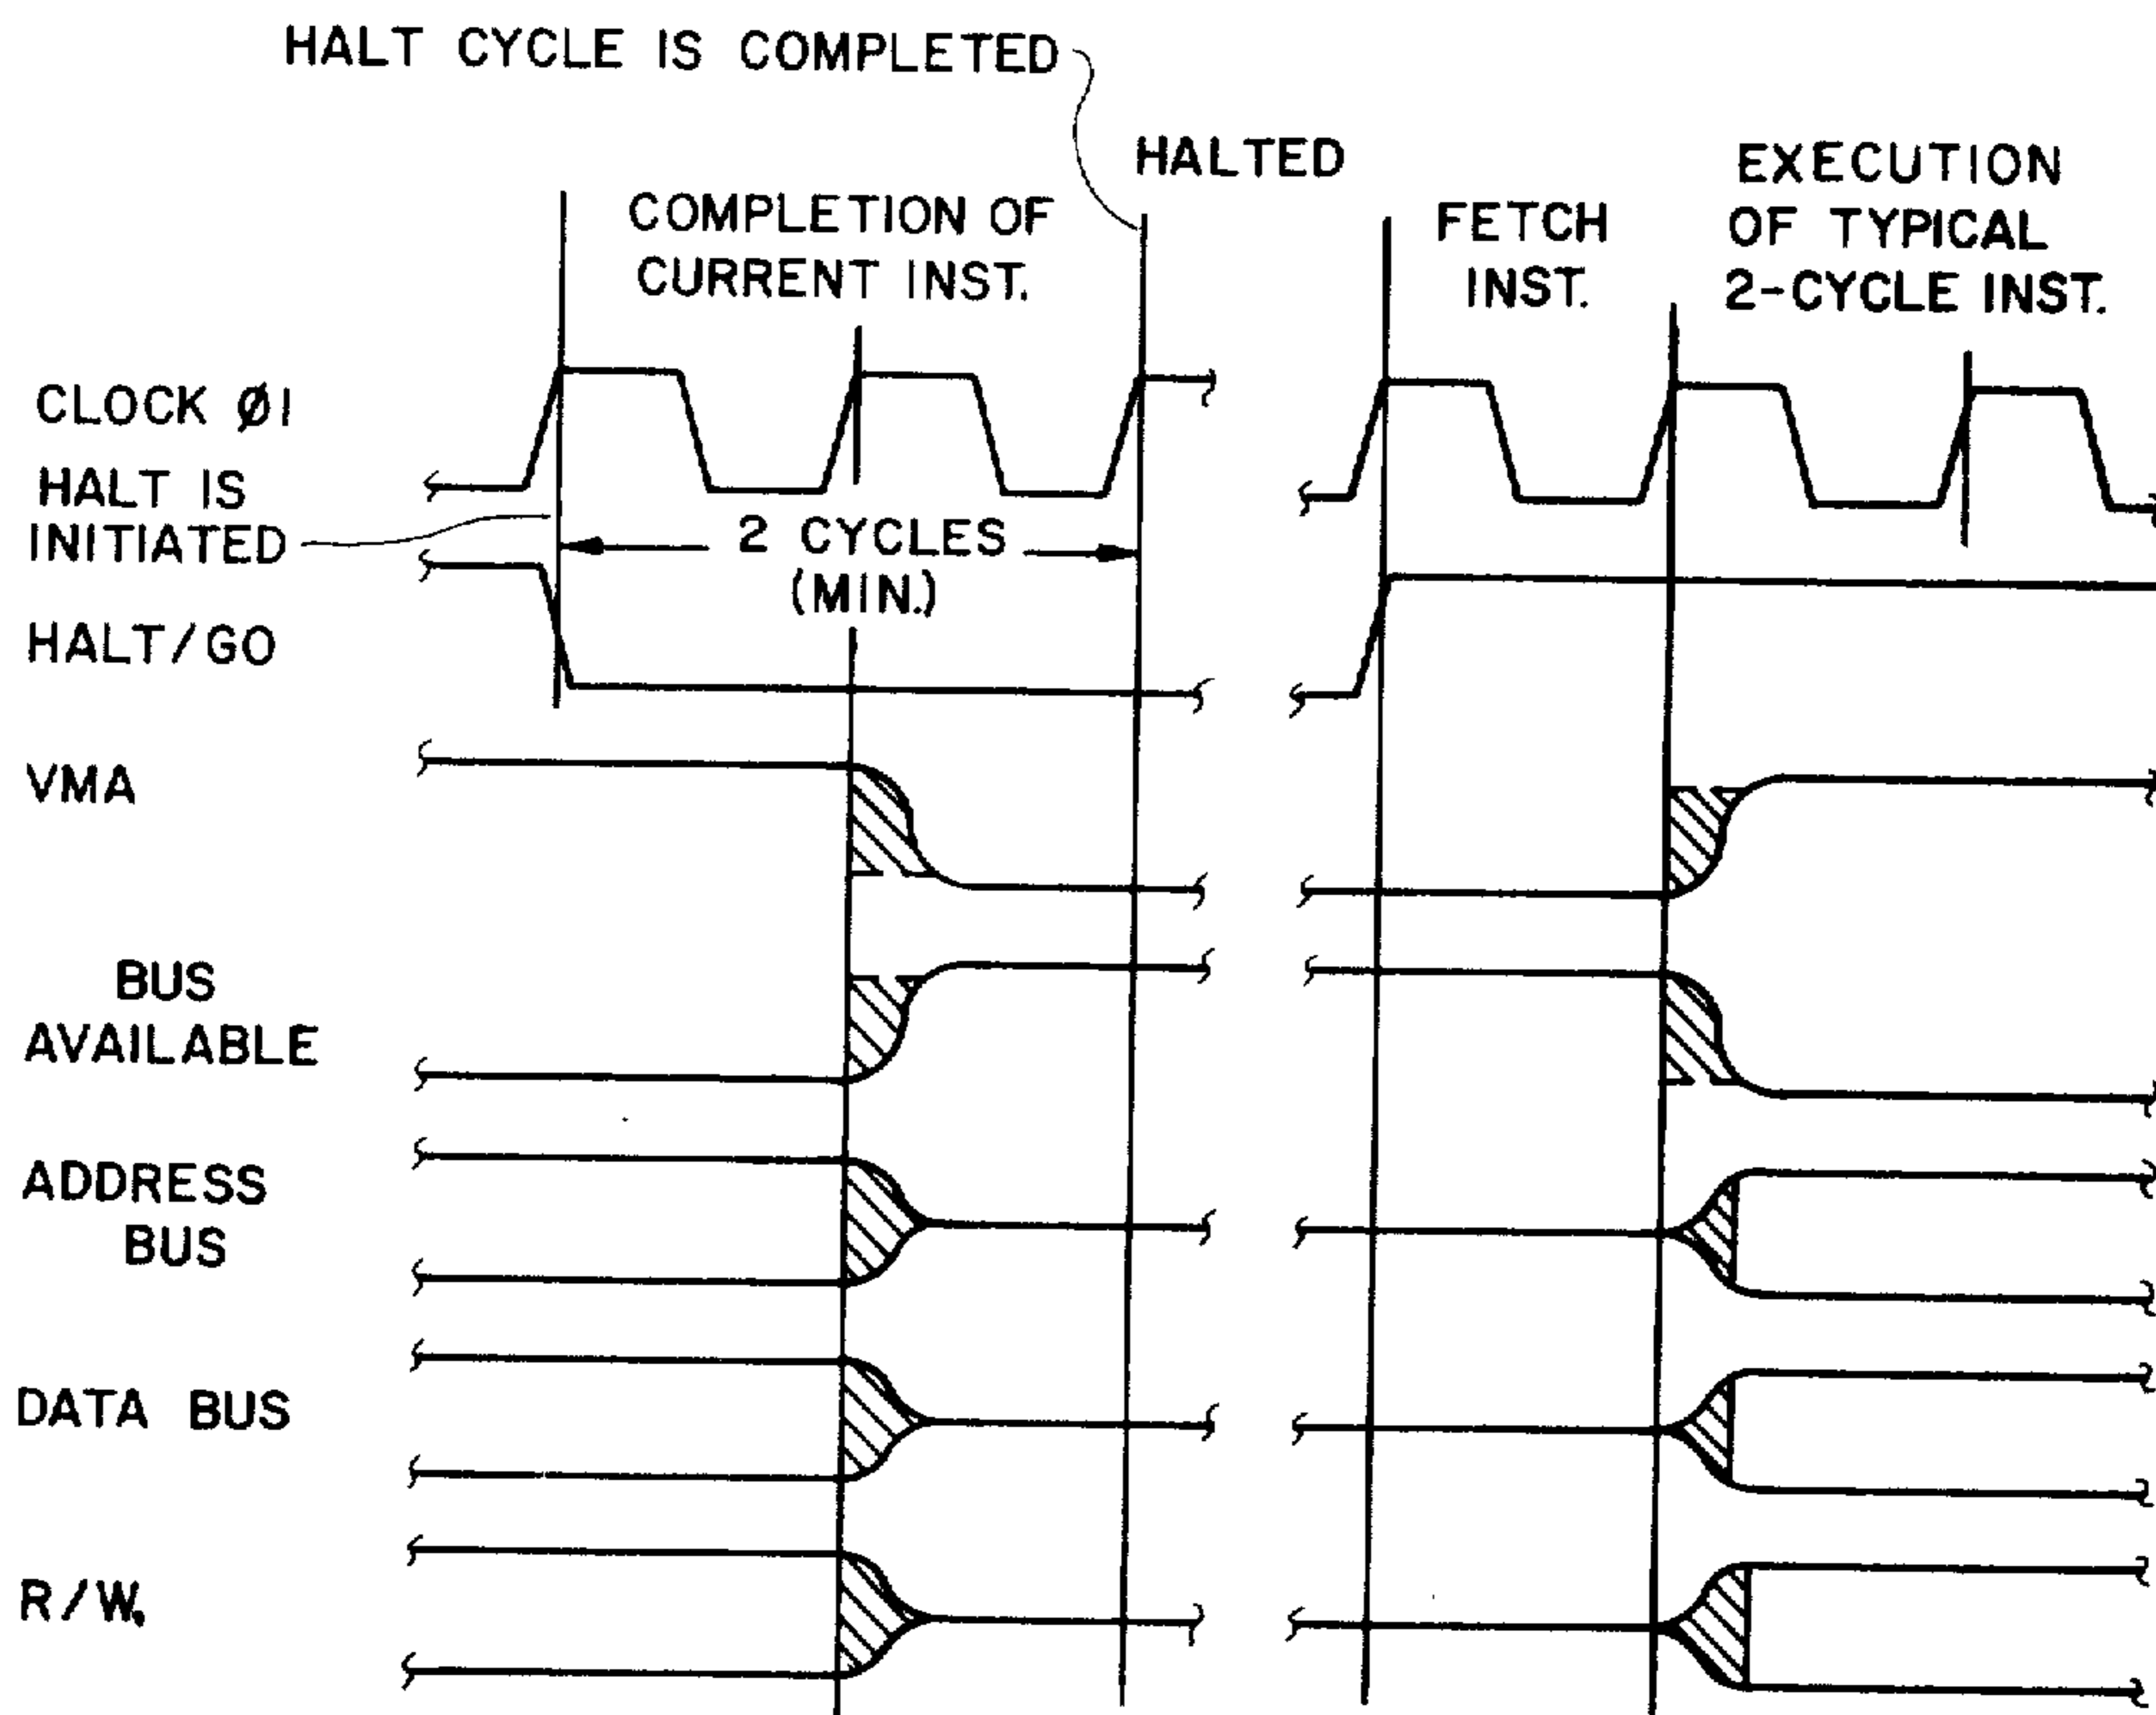 HALT CYCLE IS COMPLETED
HALTED
COMPLETION OF
CURRENT INST.
FETCH
INST.
EXECUTION
OF TYPICAL
2-CYCLE INST.
CLOCK Ø1
HALT IS
INITIATED
2 CYCLES
(MIN.)
HALT/GO
VMA
BUS
AVAILABLE
ADDRESS
BUS
DATA BUS
R/W.